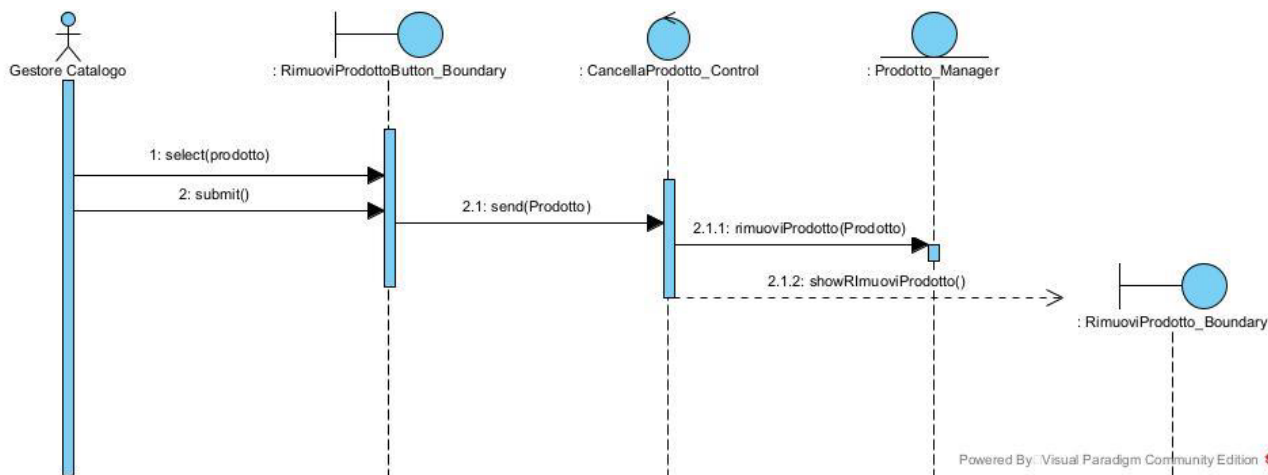 Gestore Catalogo
: RimuoviProdottoButton_Boundary
: CancellaProdotto_Control
: Prodotto_Manager
1: select(prodotto)
2: submit()
2.1: send(Prodotto)
2.1.1: rimuoviProdotto(Prodotto)
2.1.2: showRImuoviProdotto()
: RimuoviProdotto_Boundary
Powered By Visual Paradigm Community Edition